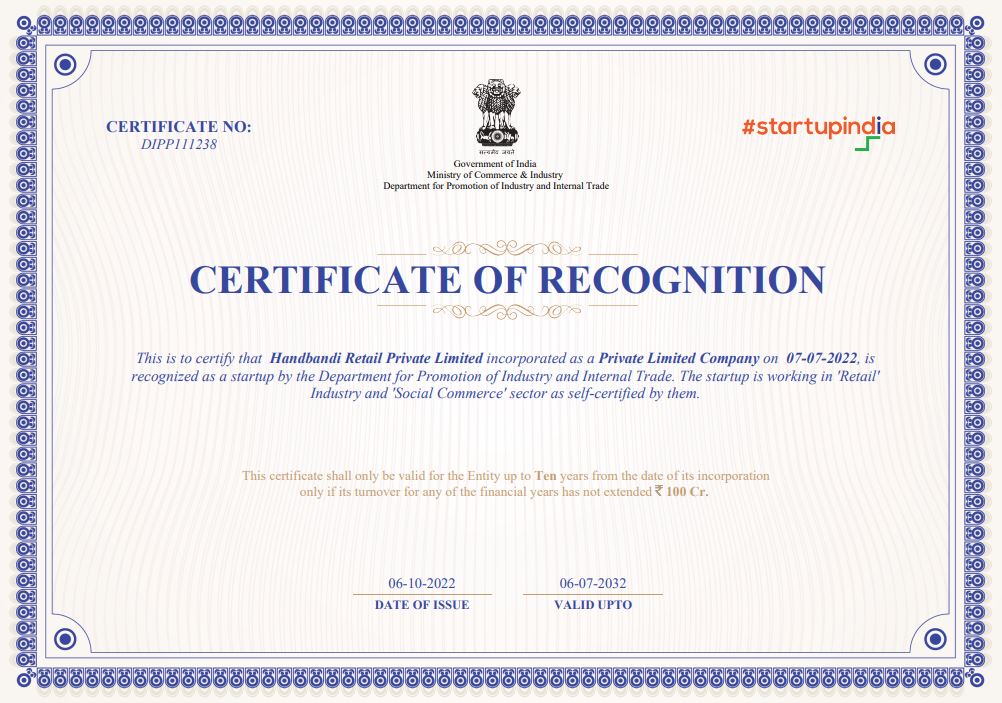 CERTIFICATE NO:
DIPP111238
सत्यमेव जयते
Government of India
Ministry of Commerce & Industry
Department for Promotion of Industry and Internal Trade
#startupindia
CERTIFICATE OF RECOGNITION
This is to certify that Handbandi Retail Private Limited incorporated as a Private Limited Company on 07-07-2022, is
recognized as a startup by the Department for Promotion of Industry and Internal Trade. The startup is working in 'Retail'
Industry and 'Social Commerce' sector as self-certified by them.
This certificate shall only be valid for the Entity up to Ten years from the date of its incorporation
only if its turnover for any of the financial years has not extended ₹ 100 Cr.
06-10-2022
DATE OF ISSUE
06-07-2032
VALID UPTO